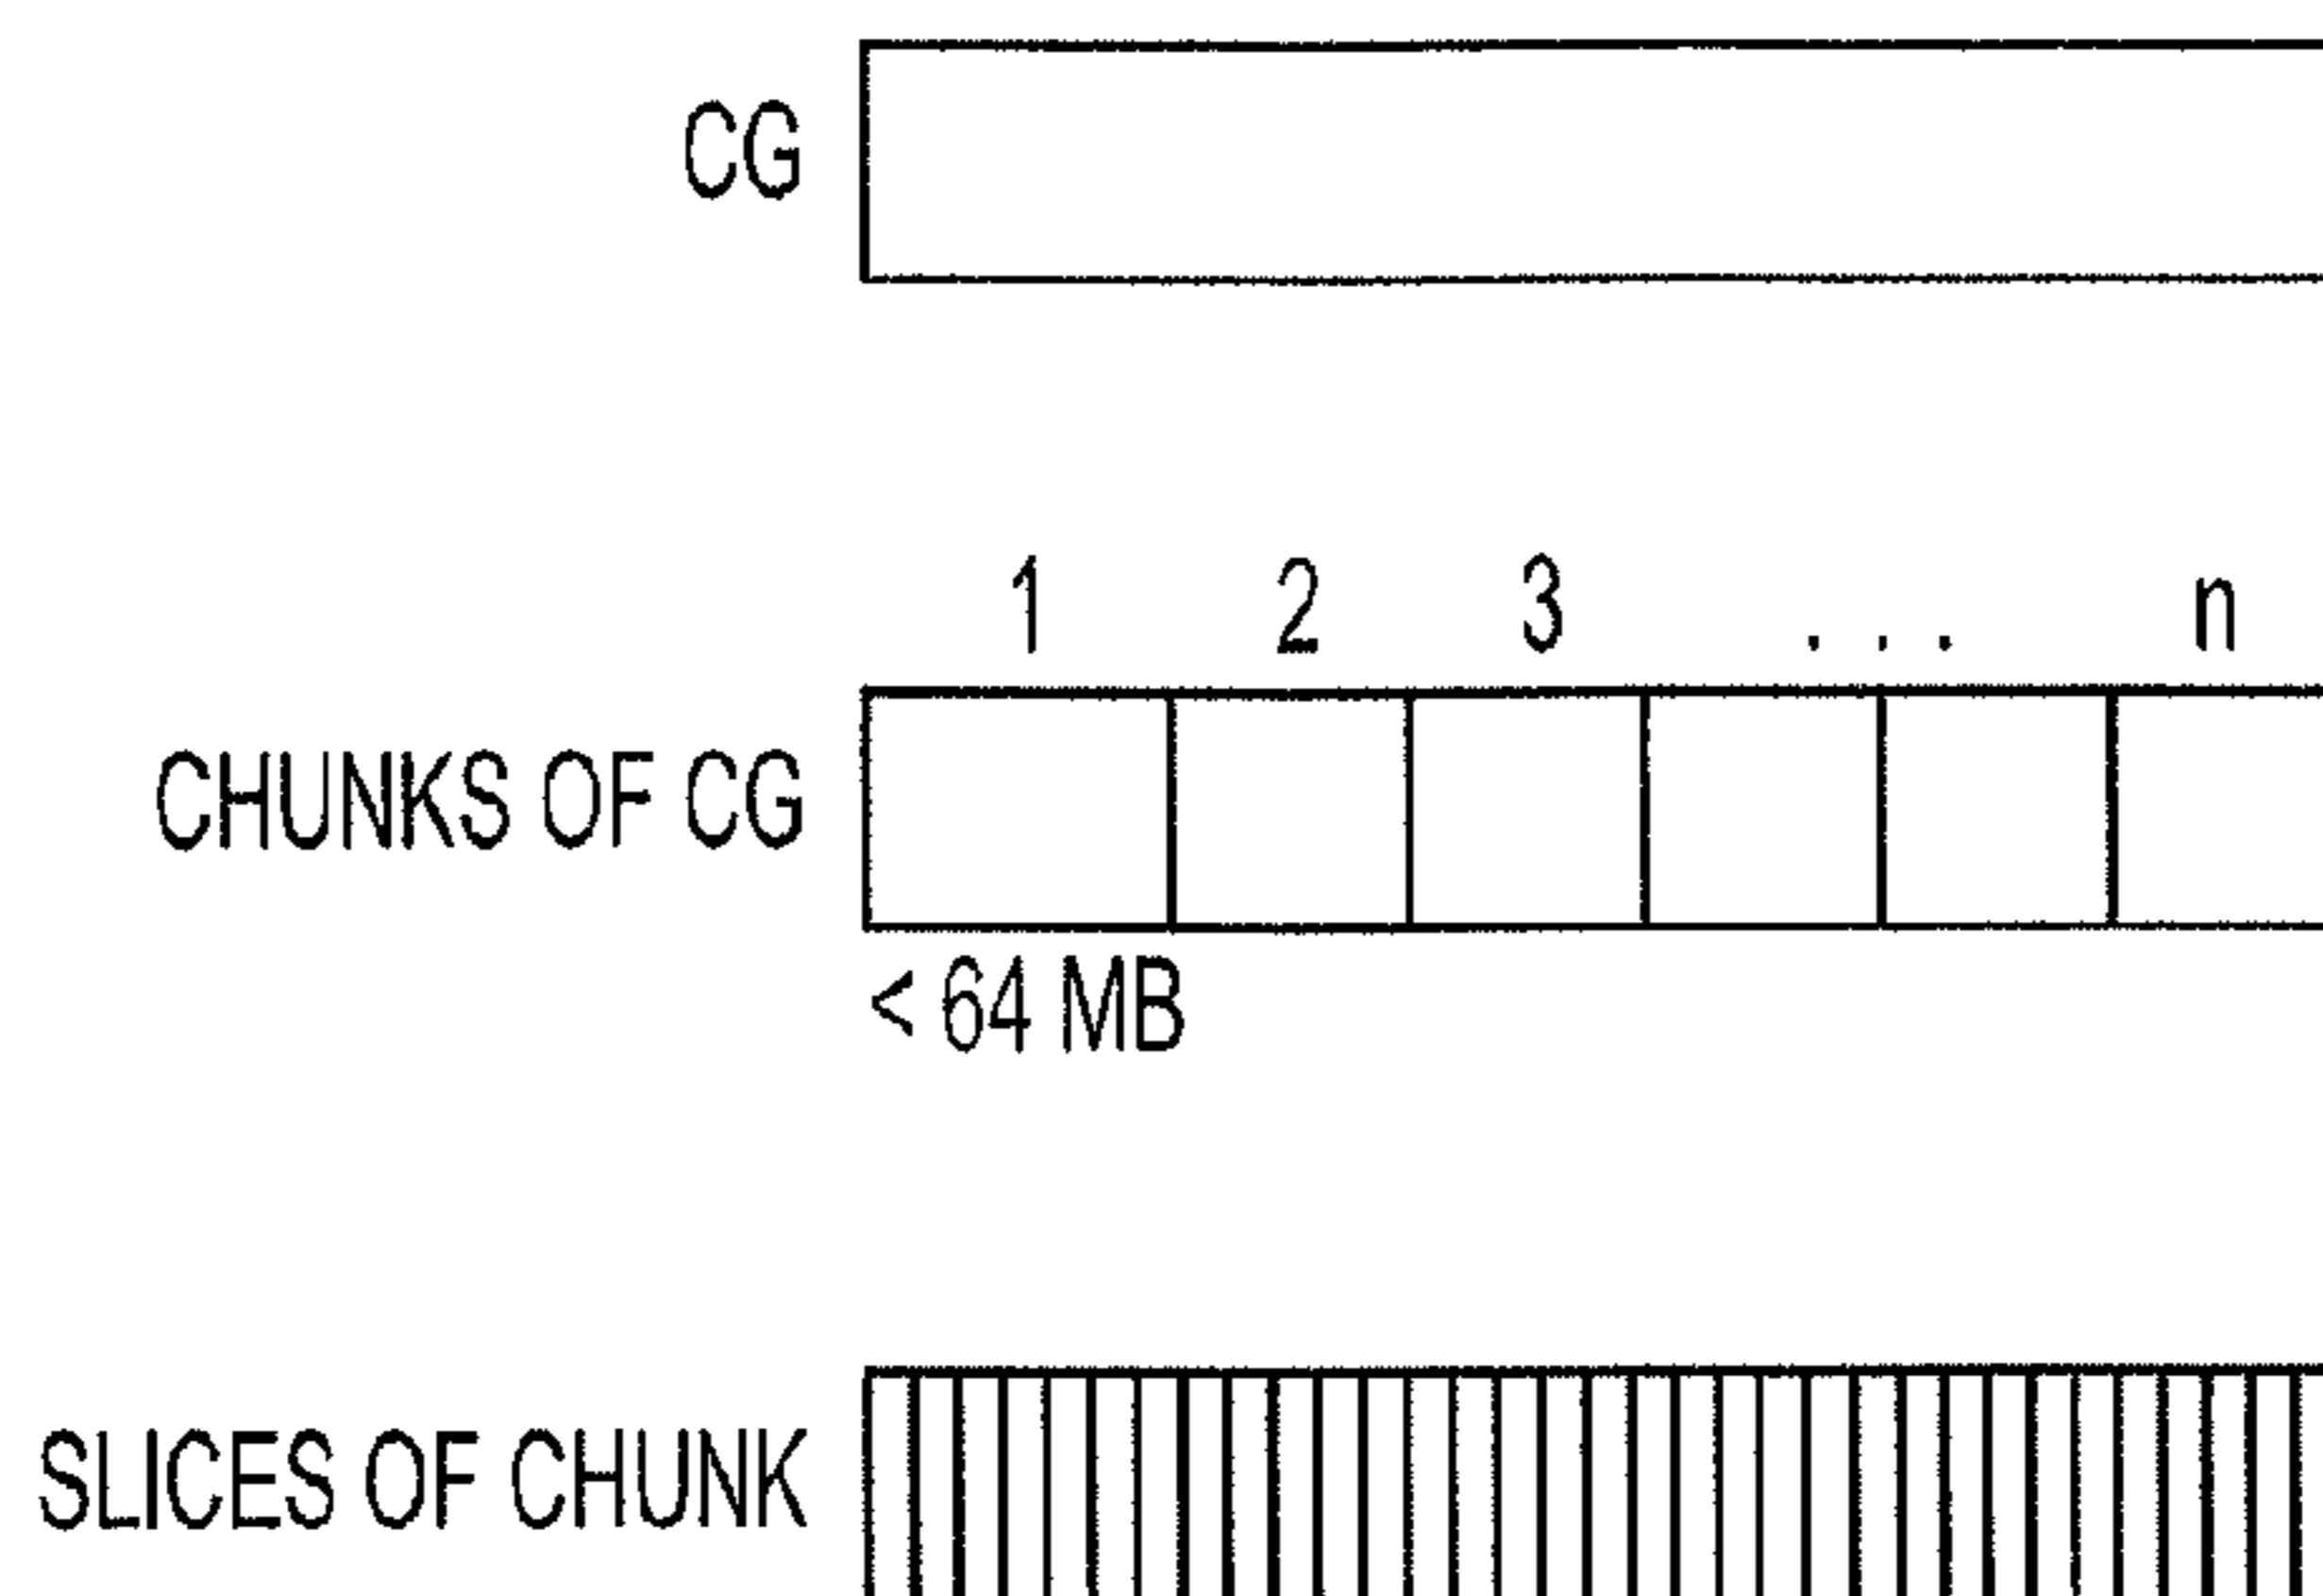 CG
1 2 3 . . . n
CHUNKS OF CG
< 64 MB
SLICES OF CHUNK